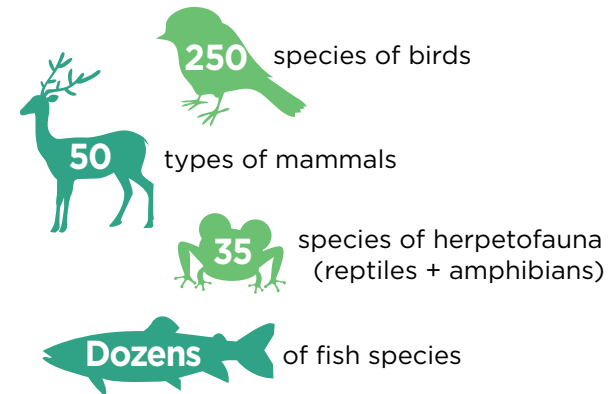 250 species of birds
50 types of mammals
35 species of herpetofauna
(reptiles + amphibians)
Dozens of fish species